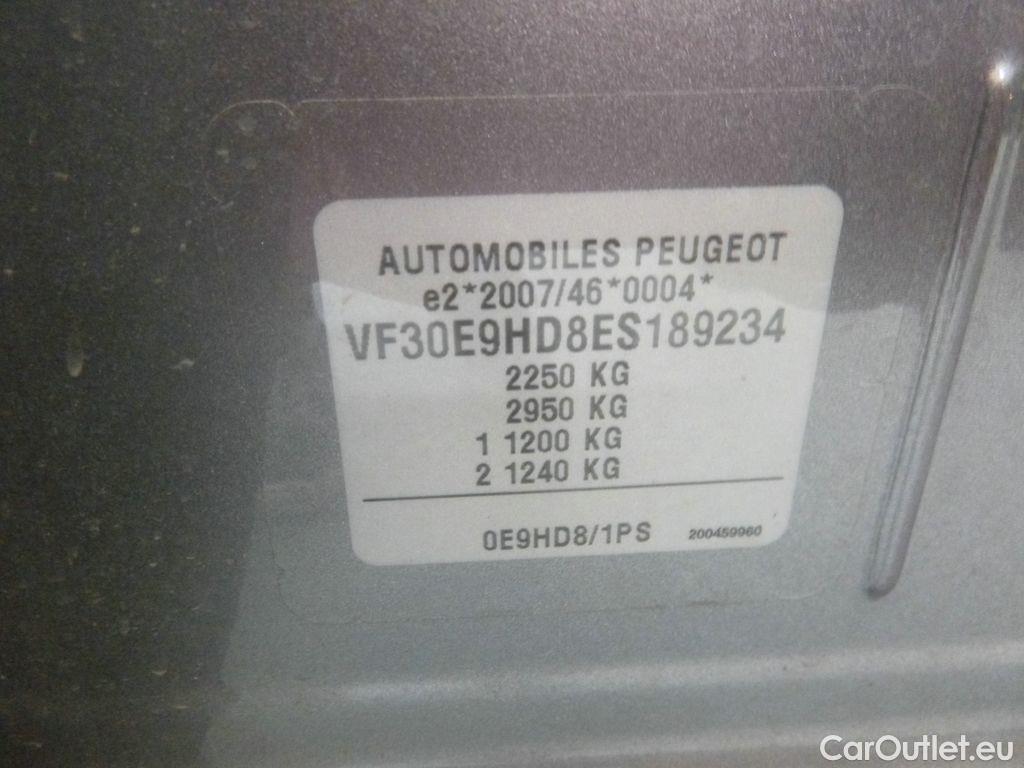 AUTOMOBILES PEUGEOT
e2*2007/46*0004*
VF30E9HD8ES189234
2250 KG
2950 KG
1 1200 KG
2 1240 KG
0E9HD8/1PS 200459960
CarOutlet.eu